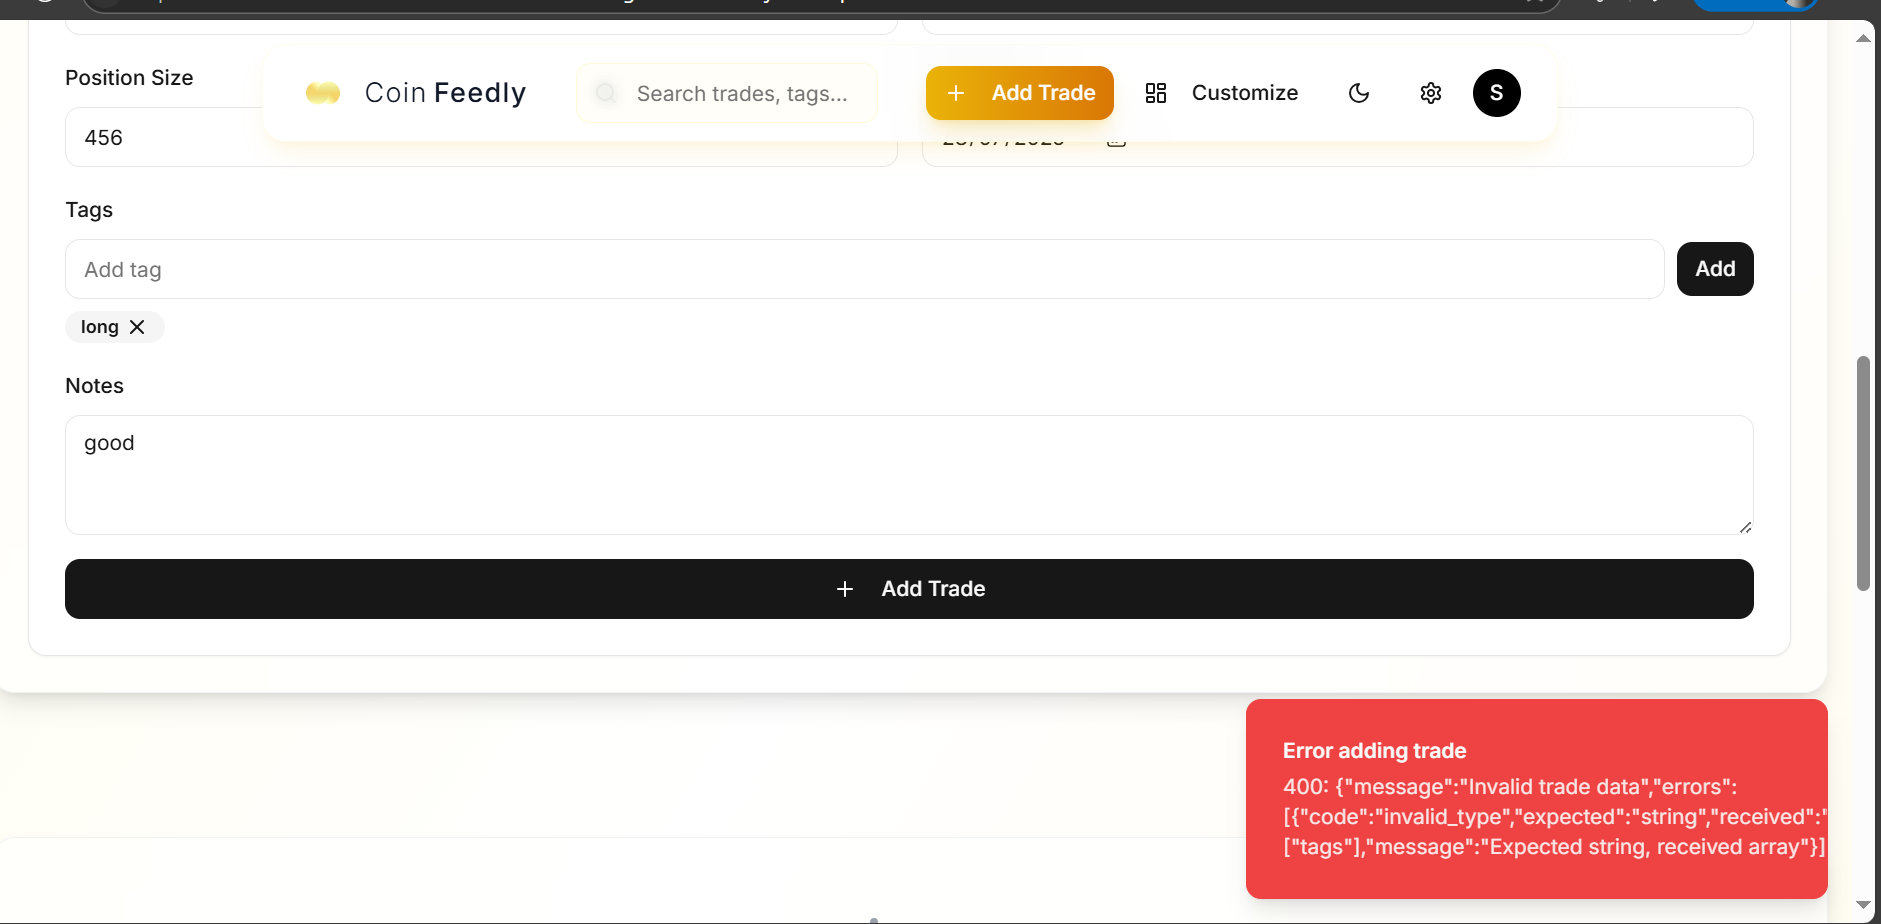 Position Size
Coin Feedly
Search trades, tags...
Add Trade
Customize
S
456
Tags
Add tag
Add
long
Notes
good
Add Trade
Error adding trade
400: {"message":"Invalid trade data","errors":
[{"code":"invalid_type","expected":"string","received":"
["tags"],"message":"Expected string, received array"}]